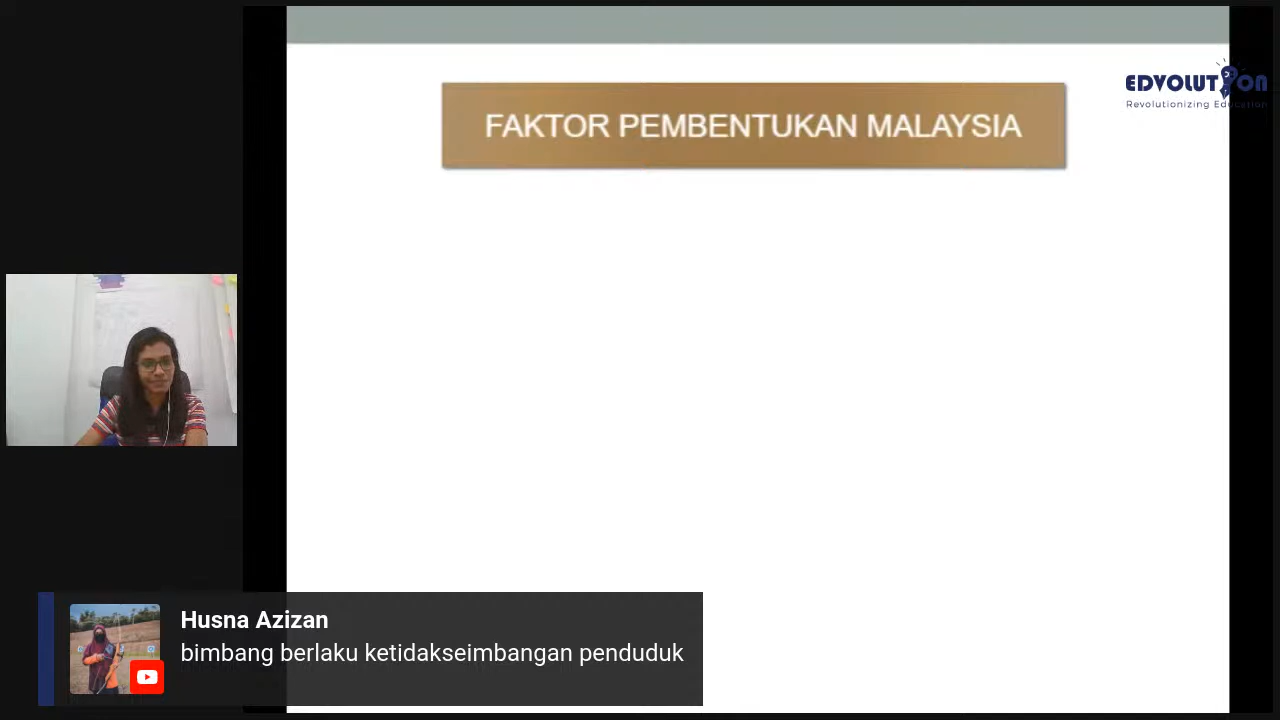 FAKTOR PEMBENTUKAN MALAYSIA
EDVOLUTION
Revolutionizing Education
Husna Azizan
bimbang berlaku ketidakseimbangan penduduk